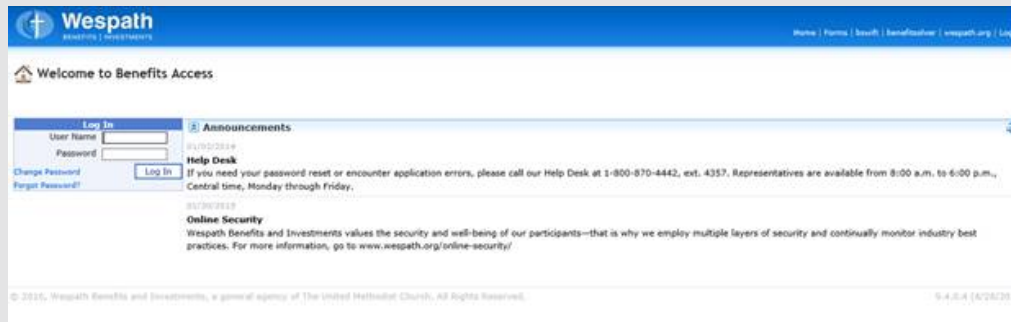 Wespath
BENEFITS | INVESTMENTS
Home | Forms | bswift | benefitsolver | wespath.org |
Welcome to Benefits Access
Log In
User Name
Password
Change Password
Log In
Forgot Password?
Announcements
Help Desk
If you need your password reset or encounter application errors, please call our Help Desk at 1-800-870-4442, ext. 4357. Representatives are available from 8:00 a.m. to 6:00 p.m.,
Central time, Monday through Friday.
Online Security
Wespath Benefits and Investments values the security and well-being of our participants—that is why we employ multiple layers of security and continually monitor industry best
practices. For more information, go to www.wespath.org/online-security/
© 2016, Wespath Benefits and Investments, a general agency of The United Methodist Church. All Rights Reserved.